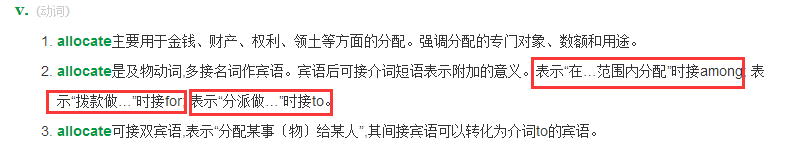 v. (动词)
1. allocate主要用于金钱、财产、权利、领土等方面的分配。强调分配的专门对象、数额和用途。
2. allocate是及物动词,多接名词作宾语。宾语后可接介词短语表示附加的意义。表示“在…范围内分配”时接among; 表
示“拨款做…”时接for; 表示“分派做…”时接to。
3. allocate可接双宾语,表示“分配某事〔物〕给某人”,其间接宾语可以转化为介词to的宾语。